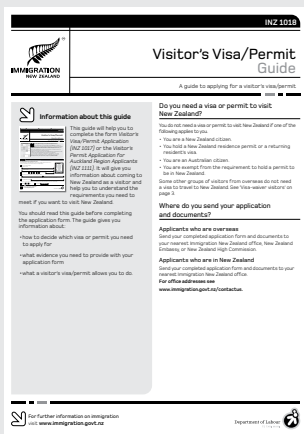 INZ 1018
IMMIGRATION
NEW ZEALAND
Visitor's Visa/Permit
Guide
A guide to applying for a visitor's visa/permit
Information about this guide
This guide will help you to
complete the form Visitor's
Visa/Permit Application
(INZ 1017) or the Visitor's
Permit Application for
Auckland Region Applicants
(INZ 1111). It will give you
information about coming to
New Zealand as a visitor and
help you to understand the
requirements you need to
meet if you want to visit New Zealand.
You should read this guide before completing
the application form. The guide gives you
information about:
•how to decide which visa or permit you need
to apply for
•what evidence you need to provide with your
application form
•what a visitor's visa/permit allows you to do.
Do you need a visa or permit to visit
New Zealand?
You do not need a visa or permit to visit New Zealand if one of the
following applies to you.
• You are a New Zealand citizen.
• You hold a New Zealand residence permit or a returning
resident's visa.
• You are an Australian citizen.
• You are exempt from the requirement to hold a permit to
be in New Zealand.
Some other groups of visitors from overseas do not need
a visa to travel to New Zealand. See Visa-waiver visitors on
page 3.
Where do you send your application
and documents?
Applicants who are overseas
Send your completed application form and documents to
your nearest Immigration New Zealand office, New Zealand
Embassy, or New Zealand High Commission.
Applicants who are in New Zealand
Send your completed application form and documents to your
nearest Immigration New Zealand office.
For office addresses see
www.immigration.govt.nz/contactus.
For further information on immigration
visit www.immigration.govt.nz
Department of Labour